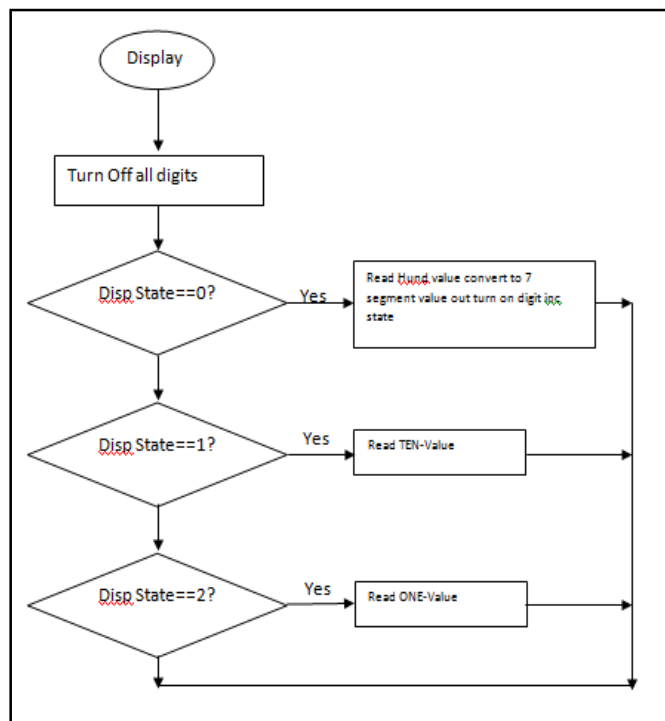 Display
Turn Off all digits
Disp State==0?
Yes
Read Hund value convert to 7
segment value out turn on digit inc
state
Disp State==1?
Yes
Read TEN-Value
Disp State==2?
Yes
Read ONE-Value